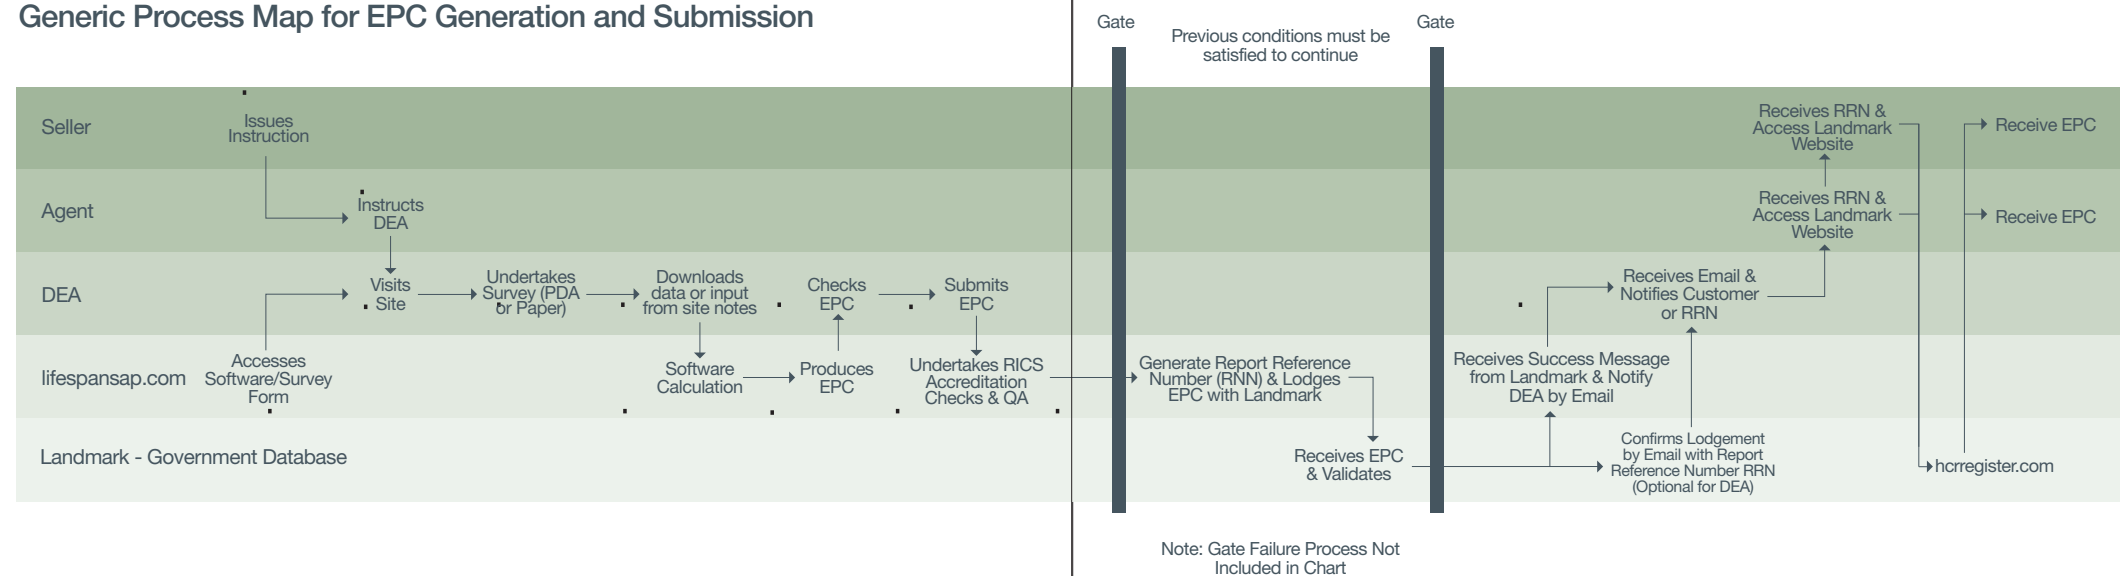 Generic Process Map for EPC Generation and Submission
Gate
Previous conditions must be
satisfied to continue
Gate
Seller
Issues
Instruction
Receives RRN &
Access Landmark
Website
Receive EPC
Agent
Instructs
DEA
Receives RRN &
Access Landmark
Website
Receive EPC
DEA
Visits
Site
Undertakes
Survey (PDA
or Paper)
Downloads
data or input
from site notes
Checks
EPC
Submits
EPC
Receives Email &
Notifies Customer
or RRN
lifespansap.com
Accesses
Software/Survey
Form
Software
Calculation
Produces
EPC
Undertakes RICS
Accreditation
Checks & QA
Generate Report Reference
Number (RNN) & Lodges
EPC with Landmark
Receives Success Message
from Landmark & Notify
DEA by Email
Landmark - Government Database
Receives EPC
& Validates
Confirms Lodgement
by Email with Report
Reference Number RRN
(Optional for DEA)
hcrregister.com
Note: Gate Failure Process Not
Included in Chart